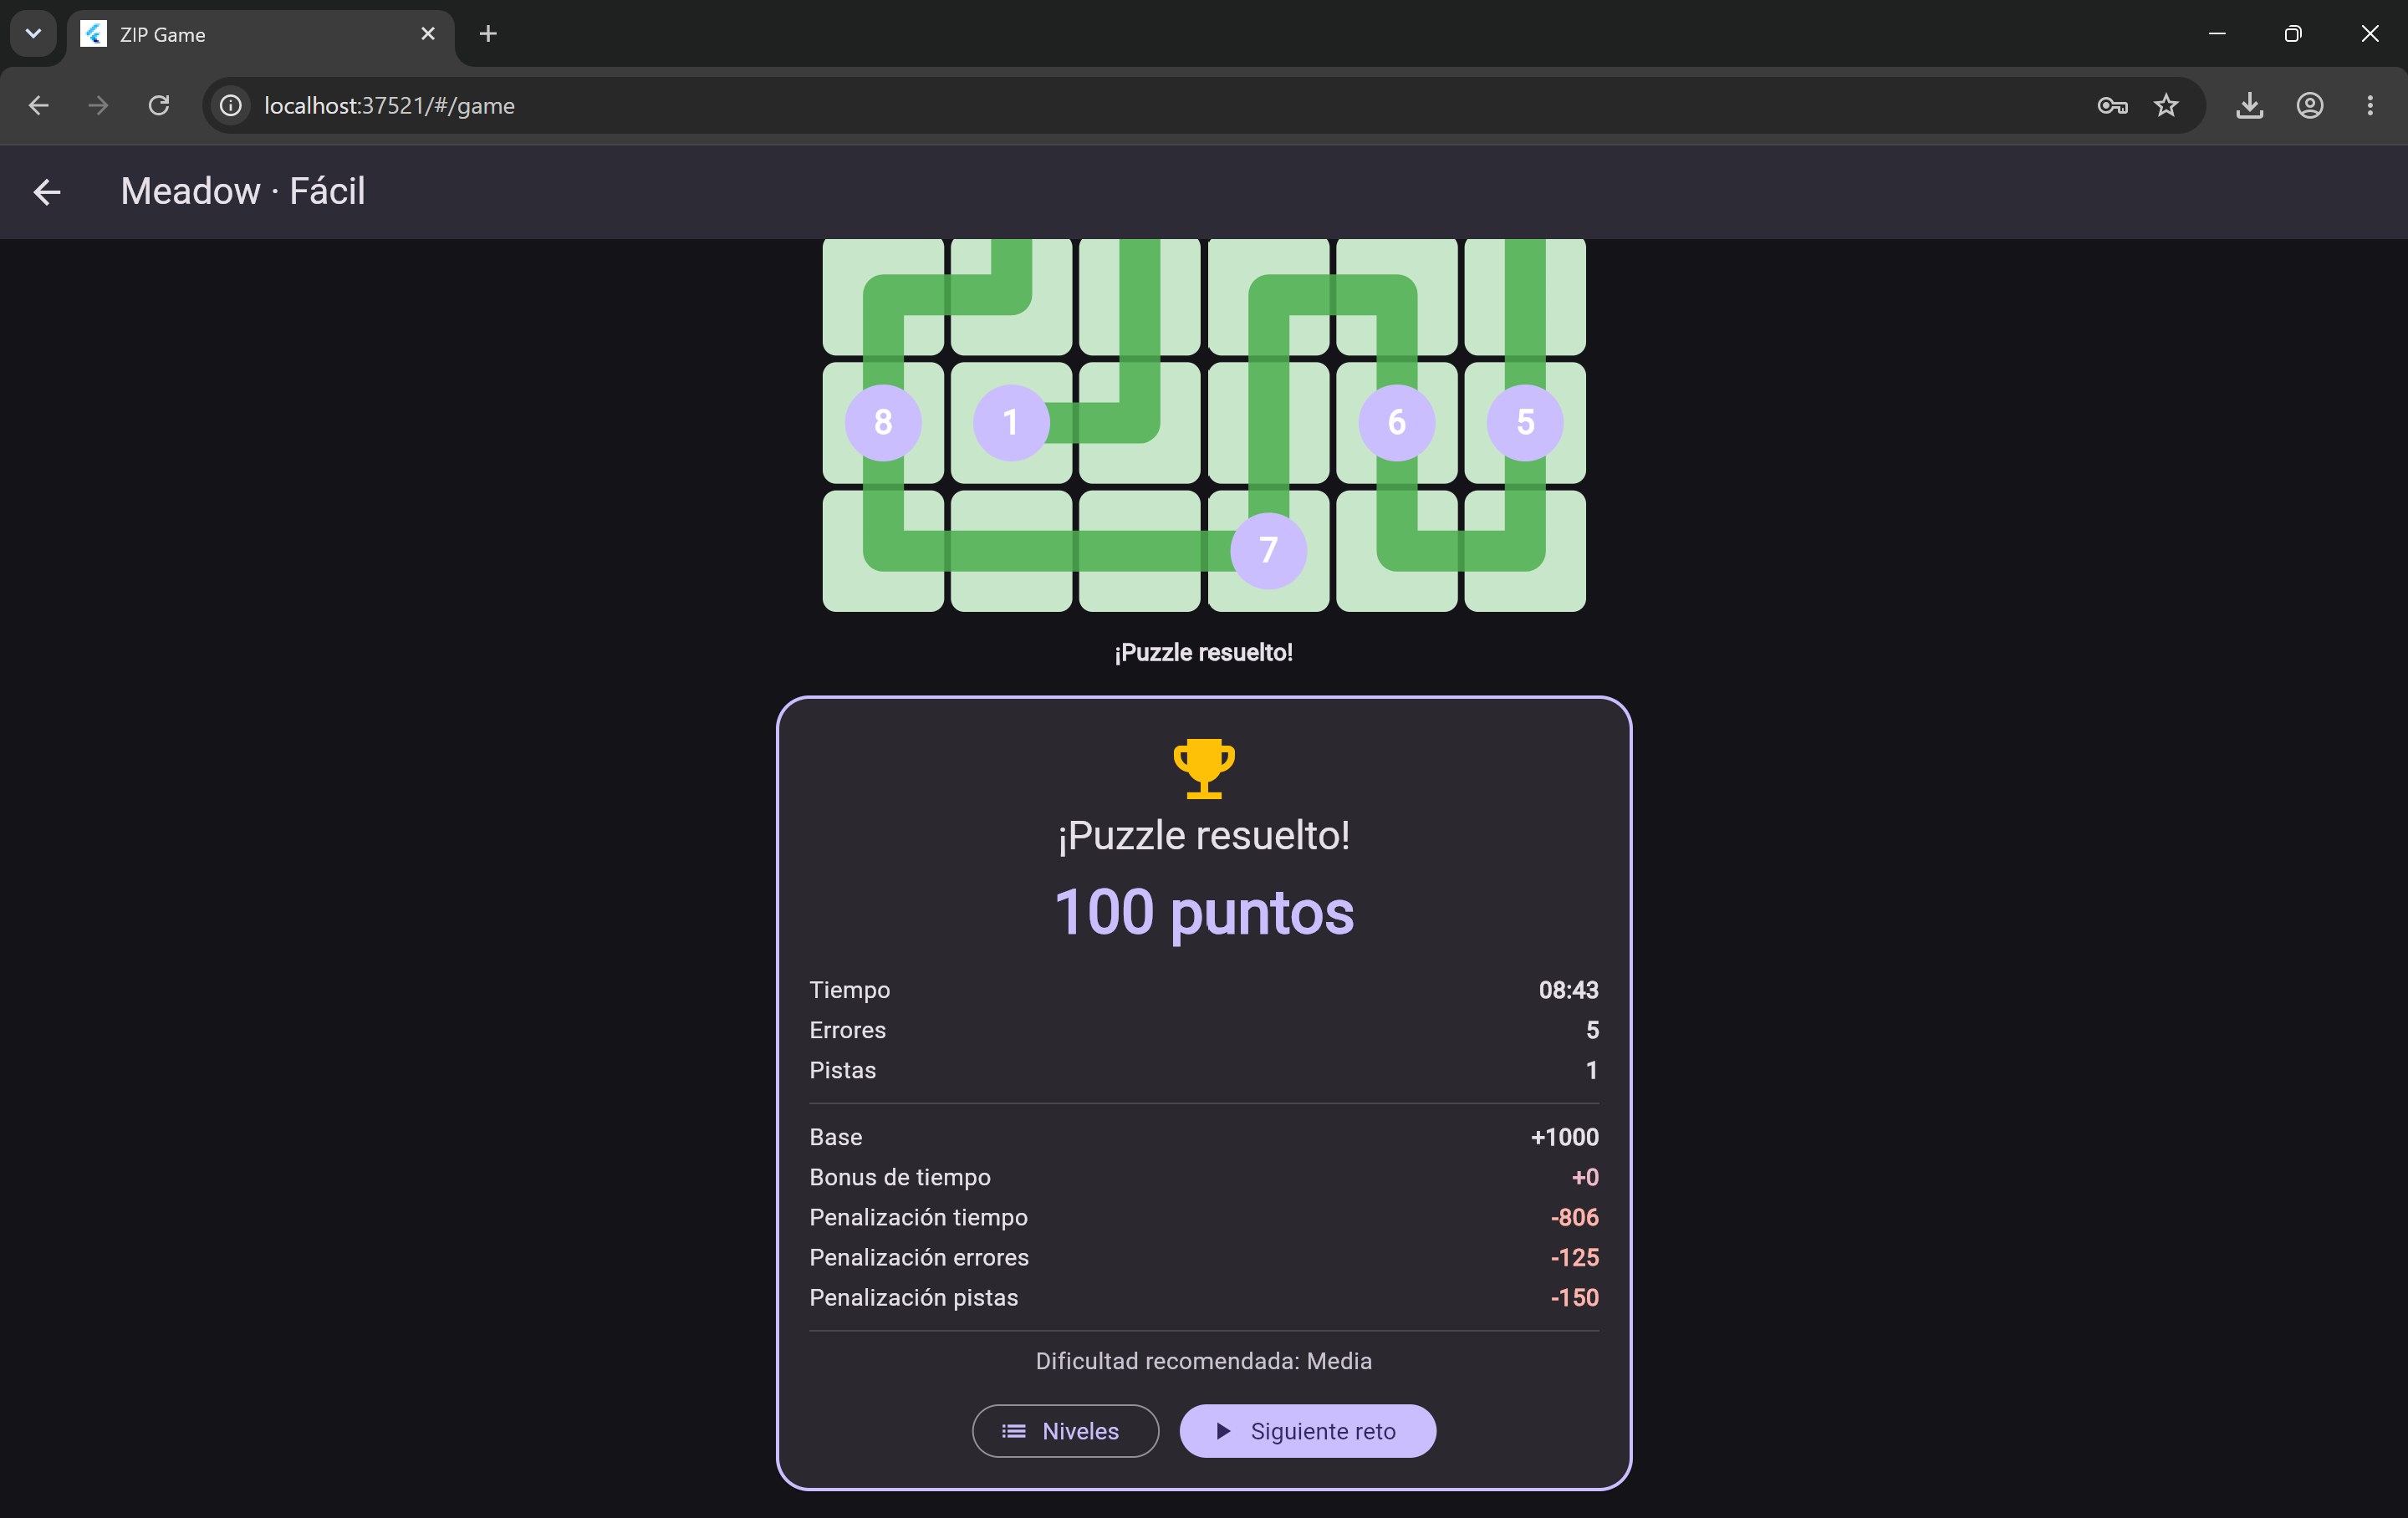 ZIP Game
localhost:37521/#/game
Meadow · Fácil
8 1 6 5
7
¡Puzzle resuelto!
¡Puzzle resuelto!
100 puntos
Tiempo 08:43
Errores 5
Pistas 1
Base +1000
Bonus de tiempo +0
Penalización tiempo -806
Penalización errores -125
Penalización pistas -150
Dificultad recomendada: Media
Niveles Siguiente reto